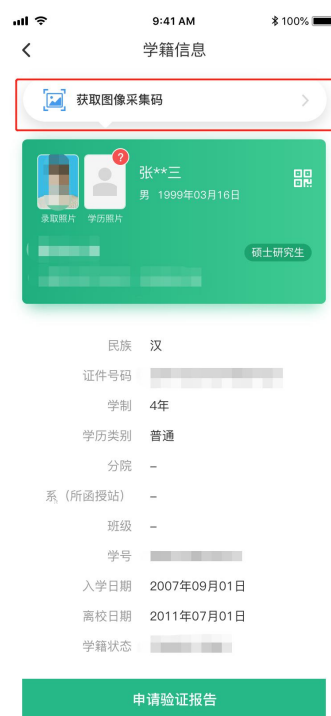 9:41 AM
100%
学籍信息
获取图像采集码
?
张**三
男 1999年03月16日
录取照片 学历照片
硕士研究生
民族 汉
证件号码
学制 4年
学历类别 普通
分院 –
系（所函授站） –
班级 –
学号
入学日期 2007年09月01日
离校日期 2011年07月01日
学籍状态
申请验证报告